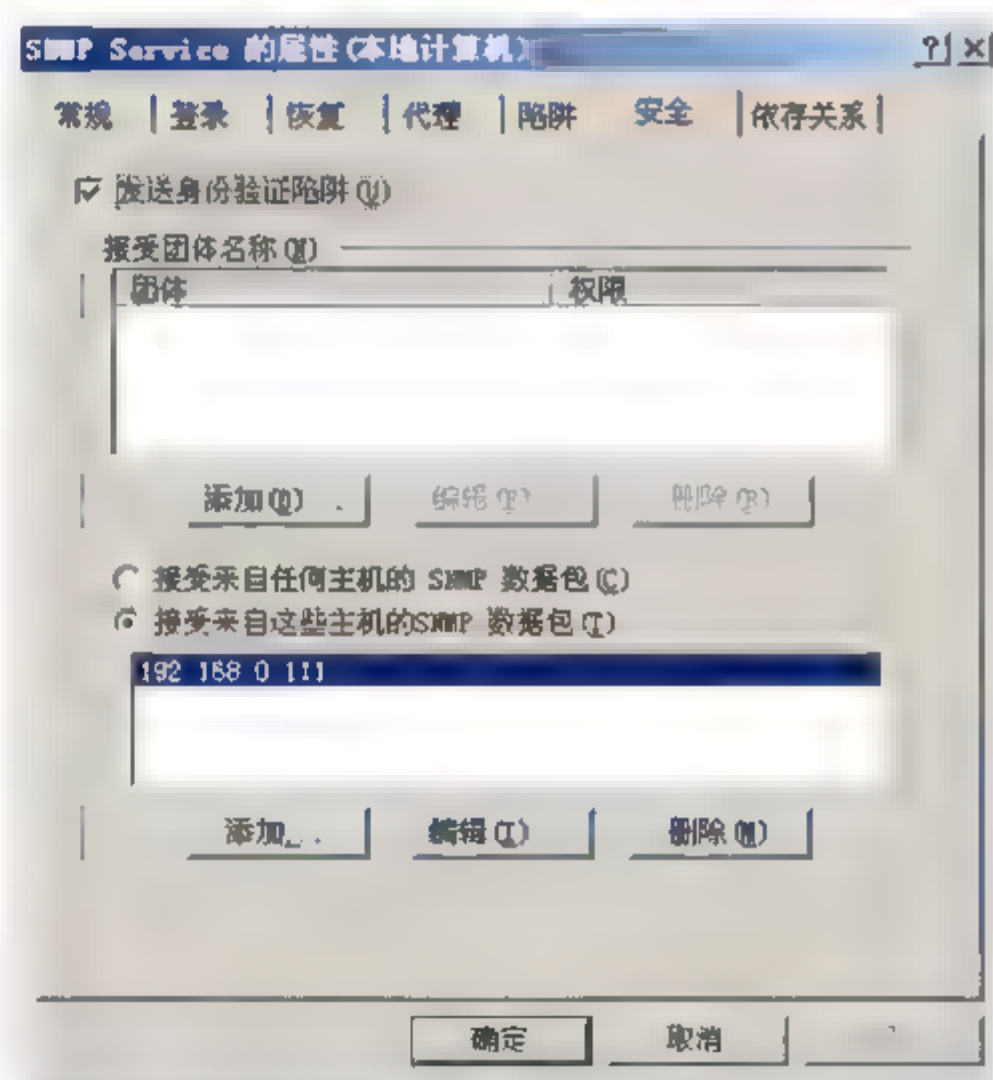 SNMP Service 的属性(本地计算机)
常规 登录 恢复 代理 陷阱 安全 依存关系
发送身份验证陷阱(U)
接受团体名称(M)
团体 权限
添加(D) . 编辑 删除(R)
接受来自任何主机的 SNMP 数据包(C)
接受来自这些主机的SNMP 数据包(T)
192 168 0 111
添加... 编辑(I) 删除(M)
确定 取消